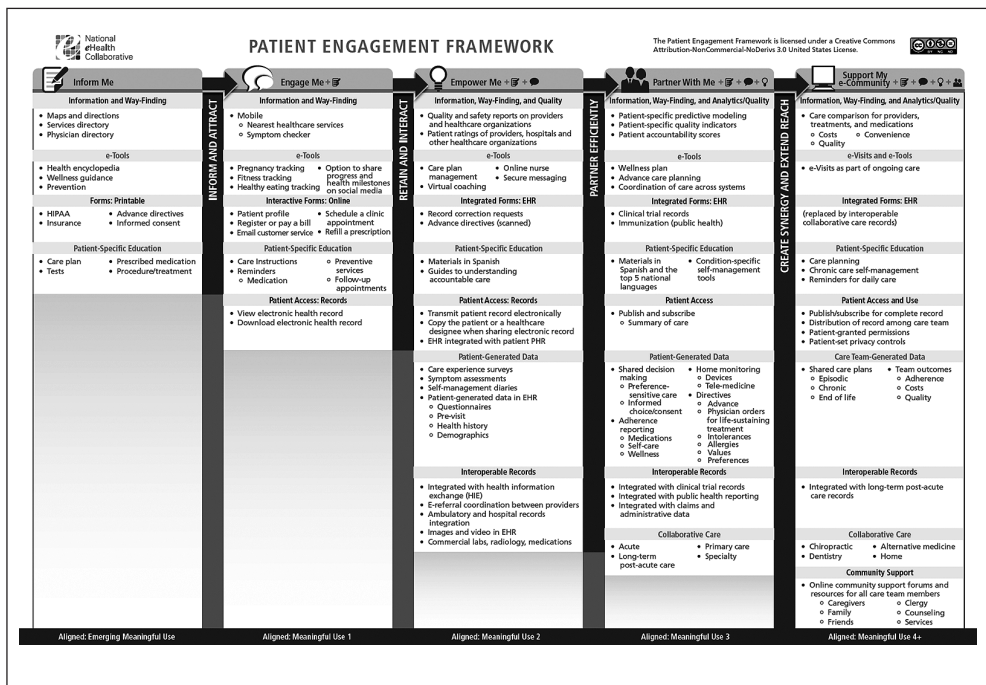 National
eHealth
Collaborative
PATIENT ENGAGEMENT FRAMEWORK
The Patient Engagement Framework is licensed under a Creative Commons
Attribution-NonCommercial-NoDerivs 3.0 United States License.
cc
BY NC ND
Inform Me
Information and Way-Finding
• Maps and directions
• Services directory
• Physician directory
e-Tools
• Health encyclopedia
• Wellness guidance
• Prevention
Forms: Printable
• HIPAA
• Insurance
• Advance directives
• Informed consent
Patient-Specific Education
• Care plan
• Tests
• Prescribed medication
• Procedure/treatment
Aligned: Emerging Meaningful Use
INFORM AND ATTRACT
Engage Me +
Information and Way-Finding
• Mobile
○ Nearest healthcare services
○ Symptom checker
e-Tools
• Pregnancy tracking
• Fitness tracking
• Healthy eating tracking
• Option to share
progress and
health milestones
on social media
Interactive Forms: Online
• Patient profile
• Register or pay a bill
• Email customer service
• Schedule a clinic
appointment
• Refill a prescription
Patient-Specific Education
• Care Instructions
• Reminders
○ Medication
○ Preventive
services
○ Follow-up
appointments
Patient Access: Records
• View electronic health record
• Download electronic health record
Aligned: Meaningful Use 1
RETAIN AND INTERACT
Empower Me + +
Information, Way-Finding, and Quality
• Quality and safety reports on providers
and healthcare organizations
• Patient ratings of providers, hospitals and
other healthcare organizations
e-Tools
• Care plan
management
• Virtual coaching
• Online nurse
• Secure messaging
Integrated Forms: EHR
• Record correction requests
• Advance directives (scanned)
Patient-Specific Education
• Materials in Spanish
• Guides to understanding
accountable care
Patient Access: Records
• Transmit patient record electronically
• Copy the patient or a healthcare
designee when sharing electronic record
• EHR integrated with patient PHR
Patient-Generated Data
• Care experience surveys
• Symptom assessments
• Self-management diaries
• Patient-generated data in EHR
○ Questionnaires
○ Pre-visit
○ Health history
○ Demographics
Interoperable Records
• Integrated with health information
exchange (HIE)
• E-referral coordination between providers
• Ambulatory and hospital records
integration
• Images and video in EHR
• Commercial labs, radiology, medications
Aligned: Meaningful Use 2
PARTNER EFFICIENTLY
Partner With Me + + +
Information, Way-Finding, and Analytics/Quality
• Patient-specific predictive modeling
• Patient-specific quality indicators
• Patient accountability scores
e-Tools
• Wellness plan
• Advance care planning
• Coordination of care across systems
Integrated Forms: EHR
• Clinical trial records
• Immunization (public health)
Patient-Specific Education
• Materials in
Spanish and the
top 5 national
languages
• Condition-specific
self-management
tools
Patient Access
• Publish and subscribe
○ Summary of care
Patient-Generated Data
• Shared decision
making
○ Preference-
sensitive care
○ Informed
choice/consent
• Adherence
reporting
○ Medications
○ Self-care
○ Wellness
• Home monitoring
○ Devices
○ Tele-medicine
• Directives
○ Advance
○ Physician orders
for life-sustaining
treatment
○ Intolerances
○ Allergies
○ Values
○ Preferences
Interoperable Records
• Integrated with clinical trial records
• Integrated with public health reporting
• Integrated with claims and
administrative data
Collaborative Care
• Acute
• Long-term
post-acute care
• Primary care
• Specialty
Aligned: Meaningful Use 3
CREATE SYNERGY AND EXTEND REACH
Support My
e-Community + + + +
Information, Way-Finding, and Analytics/Quality
• Care comparison for providers,
treatments, and medications
○ Costs
○ Quality
○ Convenience
e-Visits and e-Tools
• e-Visits as part of ongoing care
Integrated Forms: EHR
(replaced by interoperable
collaborative care records)
Patient-Specific Education
• Care planning
• Chronic care self-management
• Reminders for daily care
Patient Access and Use
• Publish/subscribe for complete record
• Distribution of record among care team
• Patient-granted permissions
• Patient-set privacy controls
Care Team-Generated Data
• Shared care plans
○ Episodic
○ Chronic
○ End of life
• Team outcomes
○ Adherence
○ Costs
○ Quality
Interoperable Records
• Integrated with long-term post-acute
care records
Collaborative Care
• Chiropractic
• Dentistry
• Alternative medicine
• Home
Community Support
• Online community support forums and
resources for all care team members
○ Caregivers
○ Family
○ Friends
○ Clergy
○ Counseling
○ Services
Aligned: Meaningful Use 4+